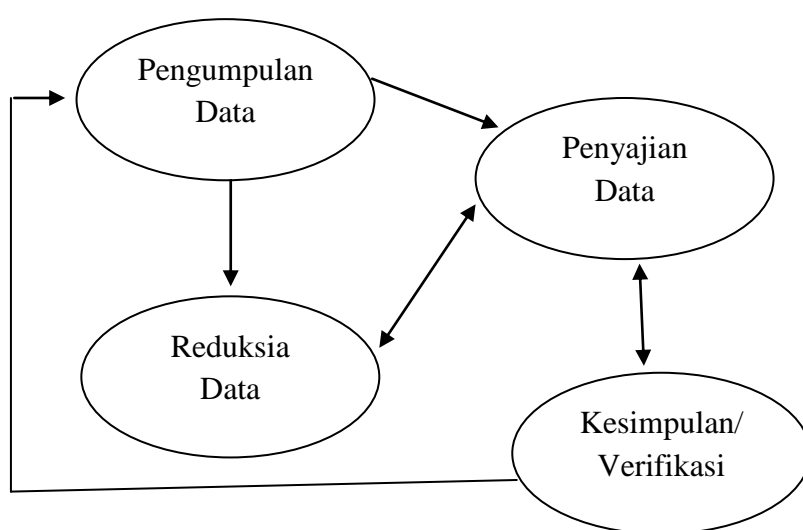 Pengumpulan
Data
Penyajian
Data
Reduksia
Data
Kesimpulan/
Verifikasi